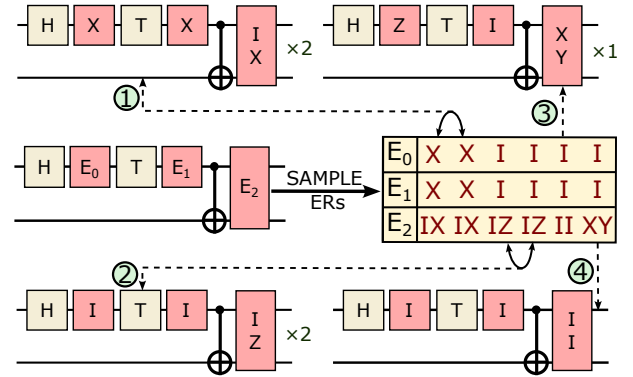 H X T X I X ×2
H Z T I X Y ×1
1
3
H E₀ T E₁ E₂
SAMPLE
ERs
E₀ X X I I I I
E₁ X X I I I I
E₂ IX IX IZ IZ II XY
2
4
H I T I I Z ×2
H I T I I I